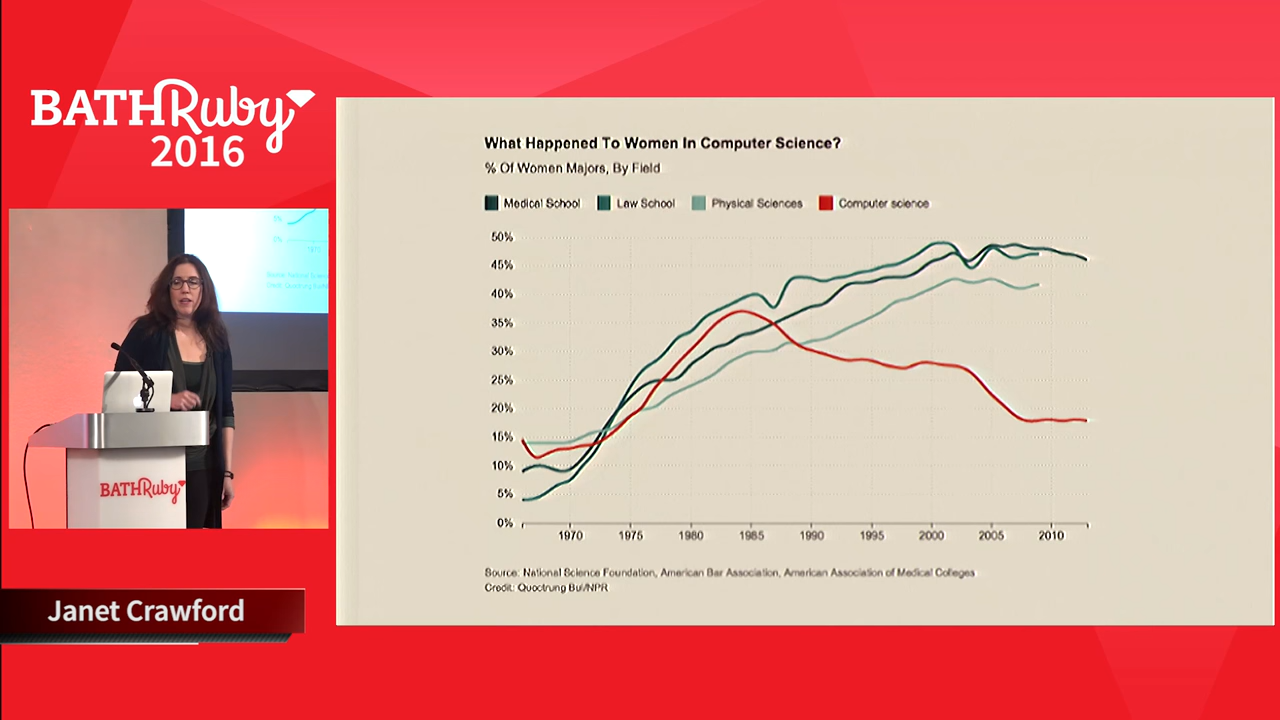 BATHRuby
2016
What Happened To Women In Computer Science?
% Of Women Majors, By Field
Medical School Law School Physical Sciences Computer science
50%
45%
40%
35%
30%
25%
20%
15%
10%
5%
0%
1970 1975 1980 1985 1990 1995 2000 2005 2010
Source: National Science Foundation, American Bar Association, American Association of Medical Colleges
Credit: Quoctrung Bui/NPR
BATHRuby
Janet Crawford